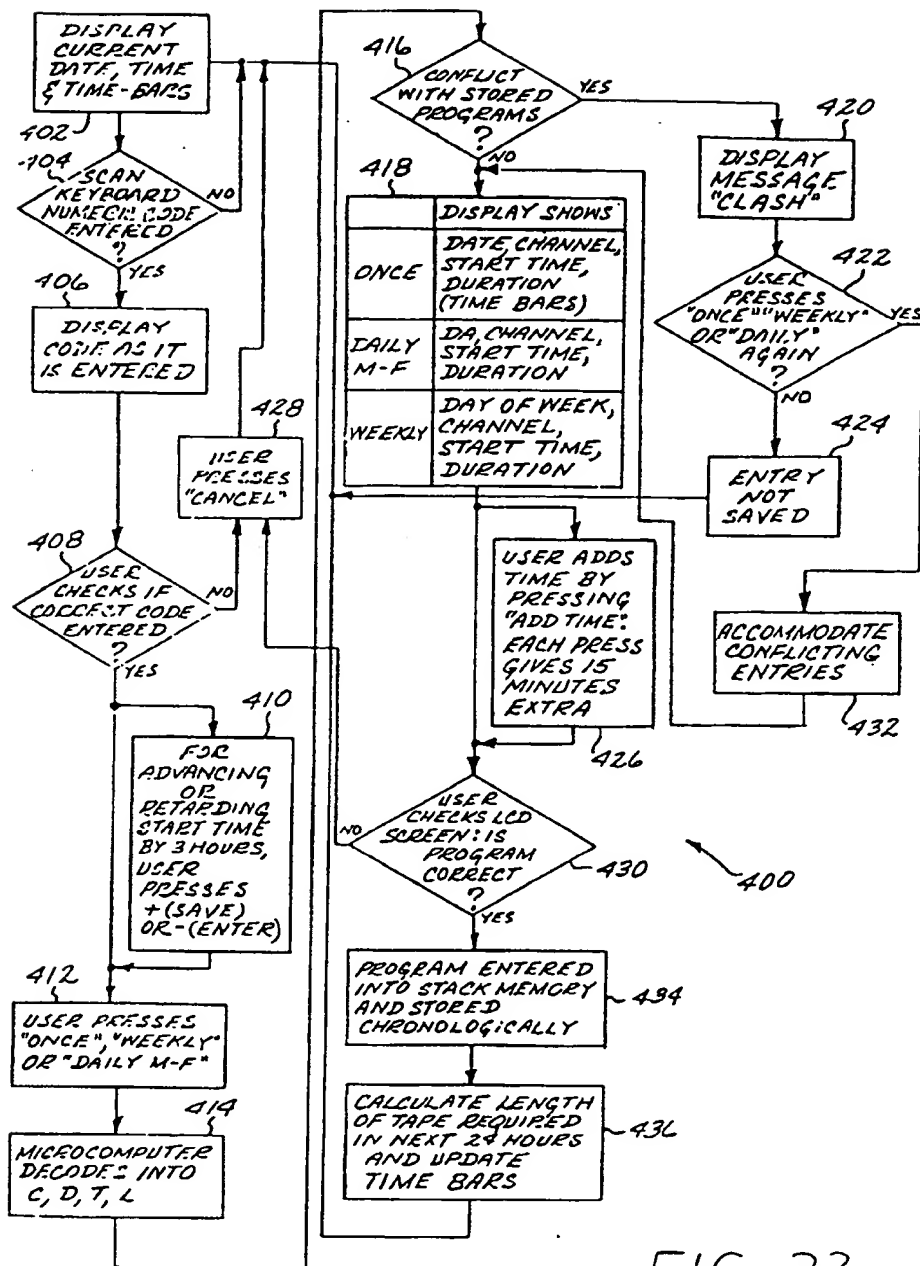 DISPLAY
CURRENT
DATE, TIME
& TIME-BARS
402
404
SCAN
KEYBOARD
NUMERIC CODE
ENTERED
?
NO
YES
406
DISPLAY
CODE AS IT
IS ENTERED
428
USER
PRESSES
"CANCEL"
408
USER
CHECKS IF
CORRECT CODE
ENTERED
?
NO
YES
410
FOR
ADVANCING
OR
RETARDING
START TIME
BY 3 HOURS,
USER
PRESSES
+(SAVE)
OR-(ENTER)
412
USER PRESSES
"ONCE", "WEEKLY"
OR "DAILY M-F"
414
MICROCOMPUTER
DECODES INTO
C, D, T, L
416
CONFLICT
WITH STORED
PROGRAMS
?
YES
NO
418
DISPLAY SHOWS
ONCE
DATE, CHANNEL,
START TIME,
DURATION
(TIME BARS)
DAILY
M-F
DA, CHANNEL,
START TIME,
DURATION
WEEKLY
DAY OF WEEK,
CHANNEL,
START TIME,
DURATION
420
DISPLAY
MESSAGE
"CLASH"
422
USER
PRESSES
"ONCE" "WEEKLY"
OR "DAILY"
AGAIN
?
YES
NO
424
ENTRY
NOT
SAVED
USER ADDS
TIME BY
PRESSING
"ADD TIME".
EACH PRESS
GIVES 15
MINUTES
EXTRA
426
ACCOMMODATE
CONFLICTING
ENTRIES
432
USER
CHECKS LCD
SCREEN: IS
PROGRAM
CORRECT
?
NO
YES
430
400
PROGRAM ENTERED
INTO STACK MEMORY
AND STORED
CHRONOLOGICALLY
434
CALCULATE LENGTH
OF TAPE REQUIRED
IN NEXT 24 HOURS
AND UPDATE
TIME BARS
436